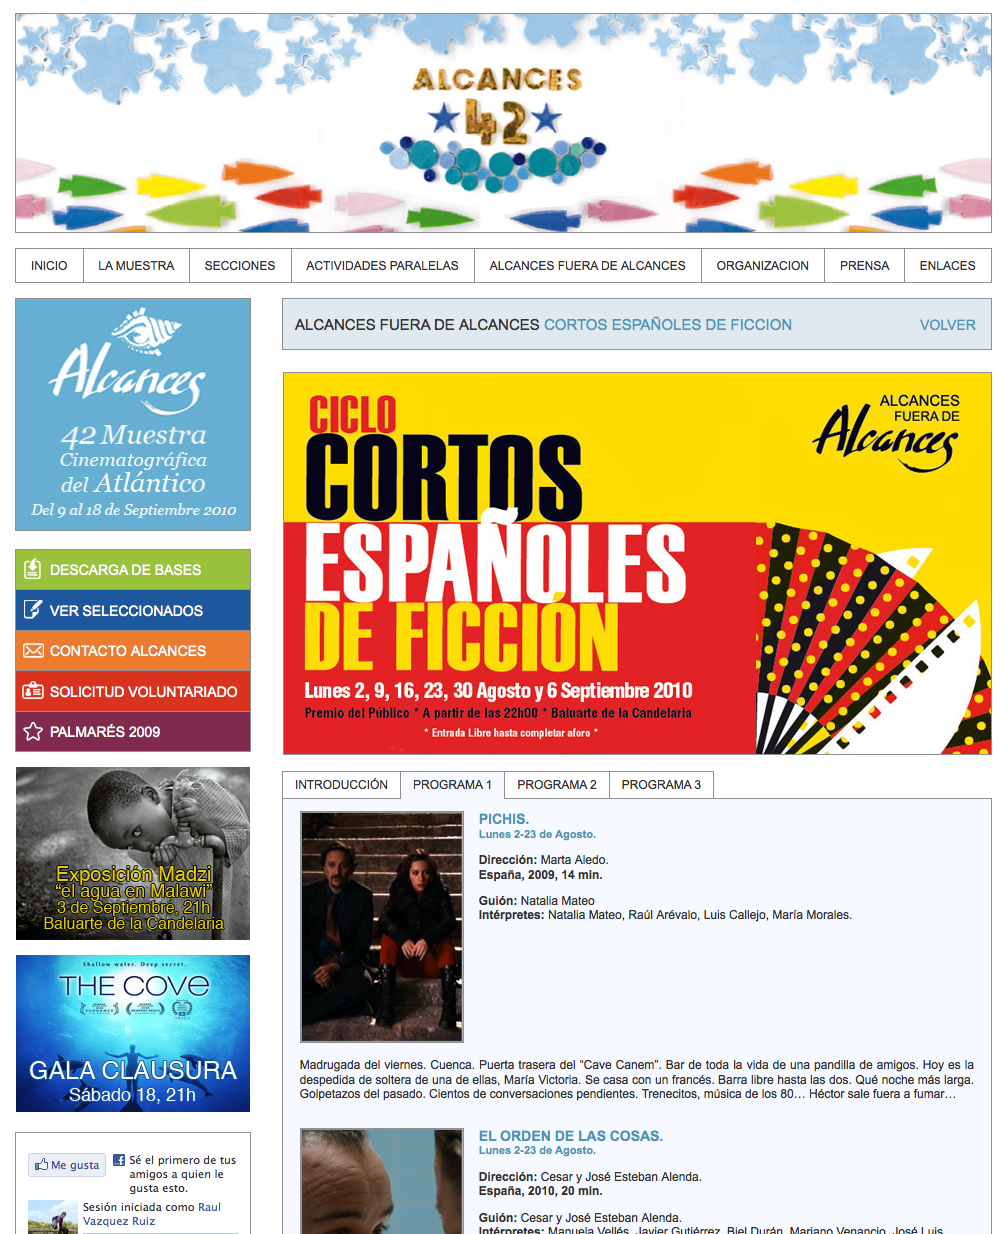 ALCANCES
42
INICIO
LA MUESTRA
SECCIONES
ACTIVIDADES PARALELAS
ALCANCES FUERA DE ALCANCES
ORGANIZACION
PRENSA
ENLACES
Alcances
42 Muestra
Cinematográfica
del Atlántico
Del 9 al 18 de Septiembre 2010
DESCARGA DE BASES
VER SELECCIONADOS
CONTACTO ALCANCES
SOLICITUD VOLUNTARIADO
PALMARÉS 2009
Exposición Madzi
“el agua en Malawi”
3 de Septiembre, 21h
Baluarte de la Candelaria
Shallow water. Deep secret.
THE COVE
SUNDANCE
GALA CLAUSURA
Sábado 18, 21h
Me gusta
Sé el primero de tus
amigos a quien le
gusta esto.
Sesión iniciada como Raul
Vazquez Ruiz
ALCANCES FUERA DE ALCANCES CORTOS ESPAÑOLES DE FICCION
VOLVER
CICLO
CORTOS
ESPAÑOLES
DE FICCIÓN
Lunes 2, 9, 16, 23, 30 Agosto y 6 Septiembre 2010
Premio del Público * A partir de las 22h00 * Baluarte de la Candelaria
* Entrada Libre hasta completar aforo *
ALCANCES
FUERA DE
Alcances
INTRODUCCIÓN
PROGRAMA 1
PROGRAMA 2
PROGRAMA 3
PICHIS.
Lunes 2-23 de Agosto.
Dirección: Marta Aledo.
España, 2009, 14 min.
Guión: Natalia Mateo
Intérpretes: Natalia Mateo, Raúl Arévalo, Luis Callejo, María Morales.
Madrugada del viernes. Cuenca. Puerta trasera del “Cave Canem”. Bar de toda la vida de una pandilla de amigos. Hoy es la
despedida de soltera de una de ellas, María Victoria. Se casa con un francés. Barra libre hasta las dos. Qué noche más larga.
Golpetazos del pasado. Cientos de conversaciones pendientes. Trenecitos, música de los 80… Héctor sale fuera a fumar…
EL ORDEN DE LAS COSAS.
Lunes 2-23 de Agosto.
Dirección: Cesar y José Esteban Alenda.
España, 2010, 20 min.
Guión: Cesar y José Esteban Alenda.
Intérpretes: Manuela Vellés, Javier Gutiérrez, Biel Durán, Mariano Venancio, José Luis